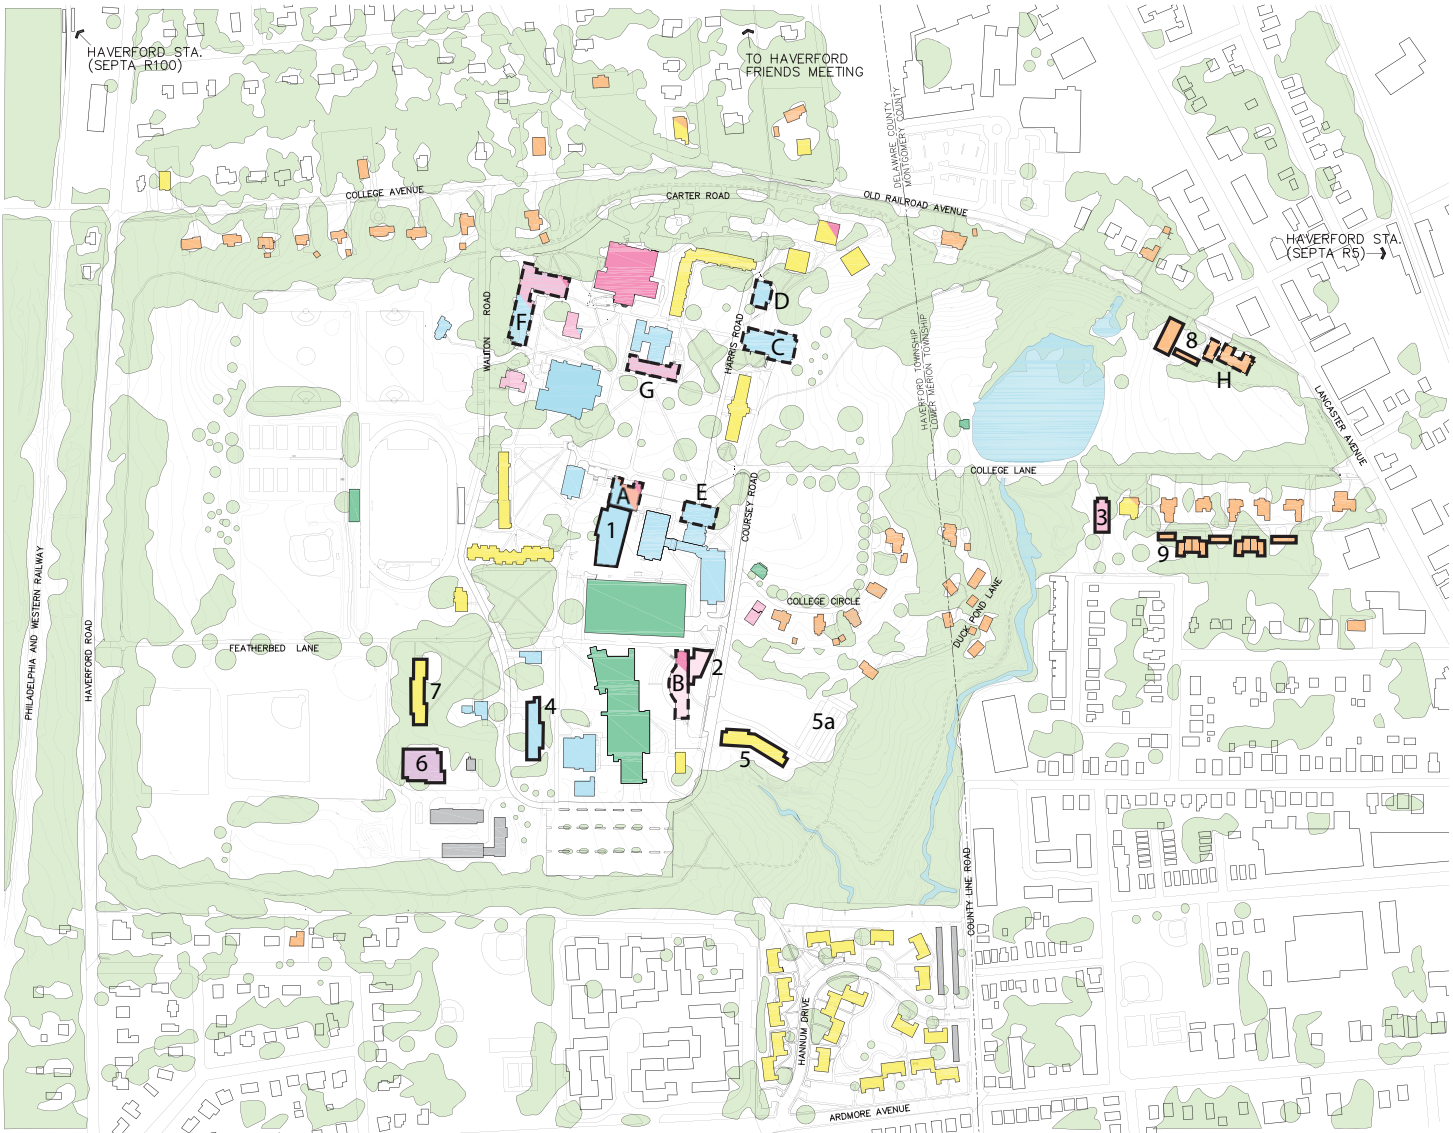 HAVERFORD STA.
(SEPTA R100)
TO HAVERFORD
FRIENDS MEETING
DELAWARE COUNTY
MONTGOMERY COUNTY
COLLEGE AVENUE
CARTER ROAD
OLD RAILROAD AVENUE
HAVERFORD STA.
(SEPTA R5)
WALTON ROAD
HARRIS ROAD
HAVERFORD TOWNSHIP
LOWER MERION TOWNSHIP
D
F
C
G
8
H
LANCASTER AVENUE
COLLEGE LANE
A
E
1
COURSEY ROAD
3
9
PHILADELPHIA AND WESTERN RAILWAY
HAVERFORD ROAD
FEATHERBED LANE
COLLEGE CIRCLE
DUCK POND LANE
7
4
B
2
5a
6
5
COUNTY LINE ROAD
HANNUM DRIVE
ARDMORE AVENUE